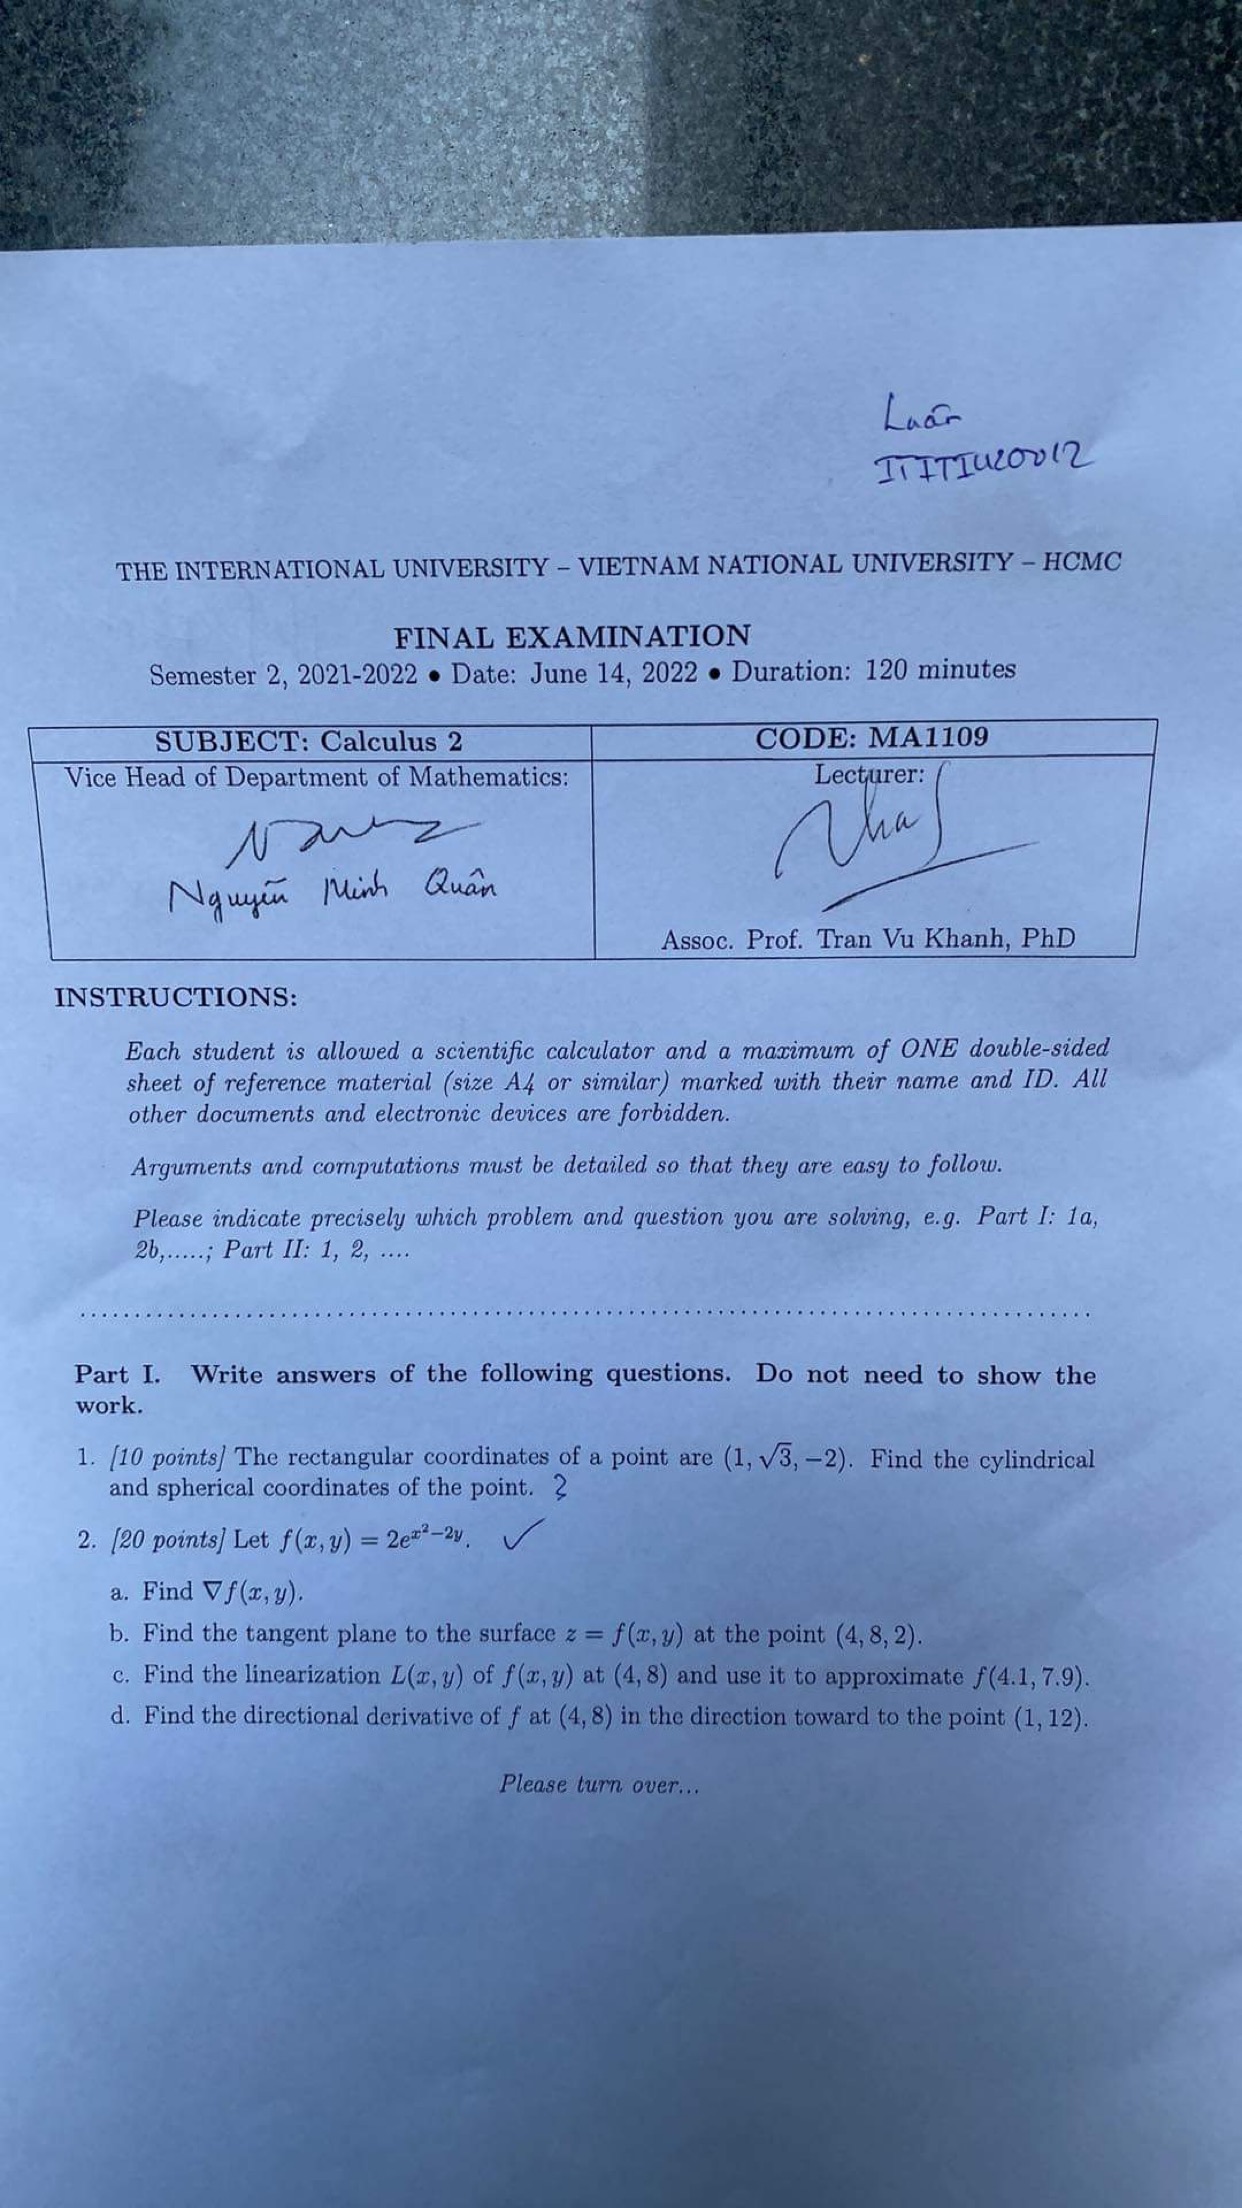 Luân
ITITIU20012
THE INTERNATIONAL UNIVERSITY – VIETNAM NATIONAL UNIVERSITY – HCMC
FINAL EXAMINATION
Semester 2, 2021-2022 • Date: June 14, 2022 • Duration: 120 minutes
SUBJECT: Calculus 2
CODE: MA1109
Vice Head of Department of Mathematics:
Lecturer:
Nguyễn Minh Quân
Assoc. Prof. Tran Vu Khanh, PhD
INSTRUCTIONS:
Each student is allowed a scientific calculator and a maximum of ONE double-sided
sheet of reference material (size A4 or similar) marked with their name and ID. All
other documents and electronic devices are forbidden.
Arguments and computations must be detailed so that they are easy to follow.
Please indicate precisely which problem and question you are solving, e.g. Part I: 1a,
2b,.....; Part II: 1, 2, ....
Part I. Write answers of the following questions. Do not need to show the
work.
1. [10 points] The rectangular coordinates of a point are (1, √3, −2). Find the cylindrical
and spherical coordinates of the point. ?
2. [20 points] Let f(x, y) = 2e^{x²−2y}. ✓
a. Find ∇f(x, y).
b. Find the tangent plane to the surface z = f(x, y) at the point (4, 8, 2).
c. Find the linearization L(x, y) of f(x, y) at (4, 8) and use it to approximate f(4.1, 7.9).
d. Find the directional derivative of f at (4, 8) in the direction toward to the point (1, 12).
Please turn over...